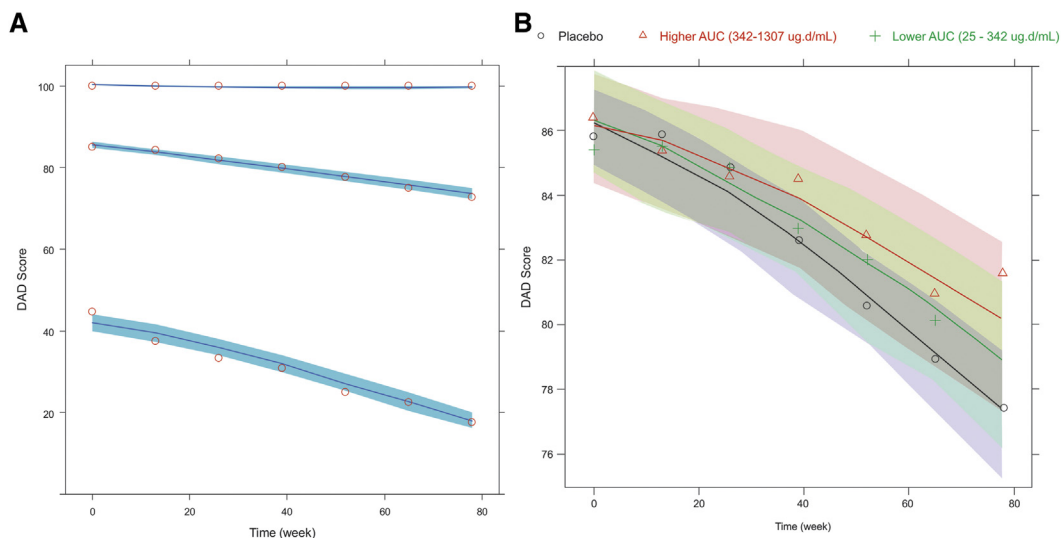 A
DAD Score
100
80
60
40
20
0
20
40
60
80
Time (week)
B
Placebo
Higher AUC (342-1307 ug.d/mL)
Lower AUC (25 - 342 ug.d/mL)
DAD Score
86
84
82
80
78
76
0
20
40
60
80
Time (week)